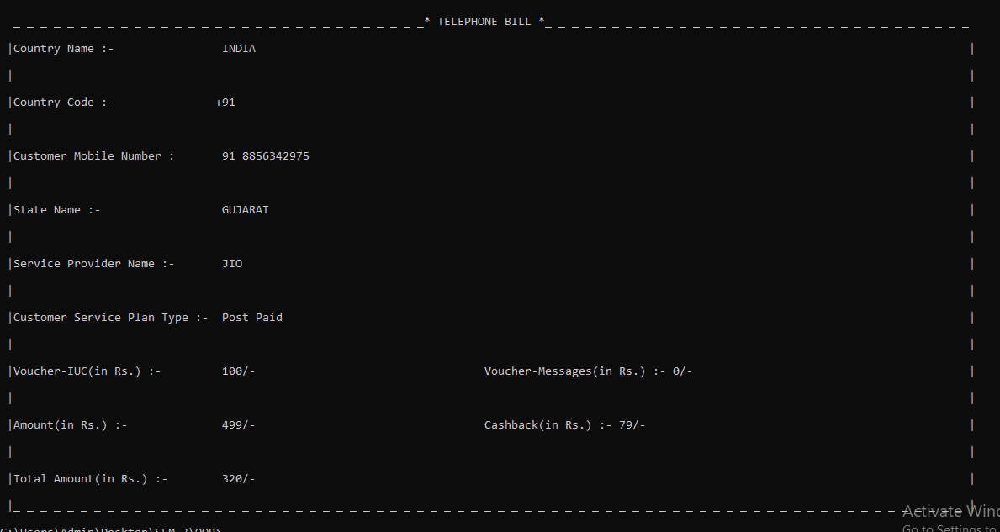 _ _ _ _ _ _ _ _ _ _ _ _ _ _ _ _ _ _ _ _ _ _ _ _ _ _ _ _ _ _ _* TELEPHONE BILL *_ _ _ _ _ _ _ _ _ _ _ _ _ _ _ _ _ _ _ _ _ _ _ _ _ _ _ _ _ _ _ _
|Country Name :- INDIA |
| |
|Country Code :- +91 |
| |
|Customer Mobile Number : 91 8856342975 |
| |
|State Name :- GUJARAT |
| |
|Service Provider Name :- JIO |
| |
|Customer Service Plan Type :- Post Paid |
| |
|Voucher-IUC(in Rs.) :- 100/- Voucher-Messages(in Rs.) :- 0/- |
| |
|Amount(in Rs.) :- 499/- Cashback(in Rs.) :- 79/- |
| |
|Total Amount(in Rs.) :- 320/- |
|_ _ _ _ _ _ _ _ _ _ _ _ _ _ _ _ _ _ _ _ _ _ _ _ _ _ _ _ _ _ _ _ _ _ _ _ _ _ _ _ _ _ _ _ _ _ _ _ _ _ _ _ _ _ _ _ _ _ _ _ _ _ _ _ _ _ _ _ _ _ _ _|
Activate Wind
Go to Settings to
C:\Users\Admin\Desktop\SEM 3\OOP>